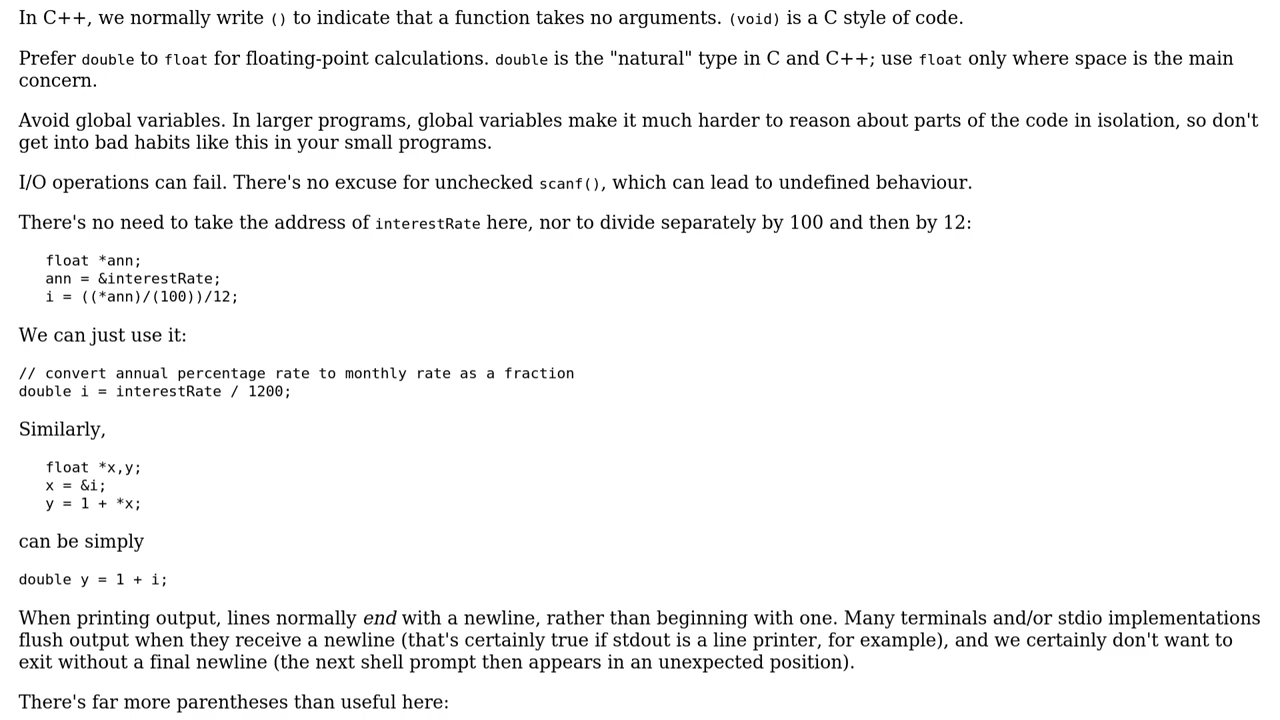 In C++, we normally write () to indicate that a function takes no arguments. (void) is a C style of code.
Prefer double to float for floating-point calculations. double is the "natural" type in C and C++; use float only where space is the main
concern.
Avoid global variables. In larger programs, global variables make it much harder to reason about parts of the code in isolation, so don't
get into bad habits like this in your small programs.
I/O operations can fail. There's no excuse for unchecked scanf(), which can lead to undefined behaviour.
There's no need to take the address of interestRate here, nor to divide separately by 100 and then by 12:
float *ann;
ann = &interestRate;
i = ((*ann)/(100))/12;
We can just use it:
// convert annual percentage rate to monthly rate as a fraction
double i = interestRate / 1200;
Similarly,
float *x,y;
x = &i;
y = 1 + *x;
can be simply
double y = 1 + i;
When printing output, lines normally end with a newline, rather than beginning with one. Many terminals and/or stdio implementations
flush output when they receive a newline (that's certainly true if stdout is a line printer, for example), and we certainly don't want to
exit without a final newline (the next shell prompt then appears in an unexpected position).
There's far more parentheses than useful here: